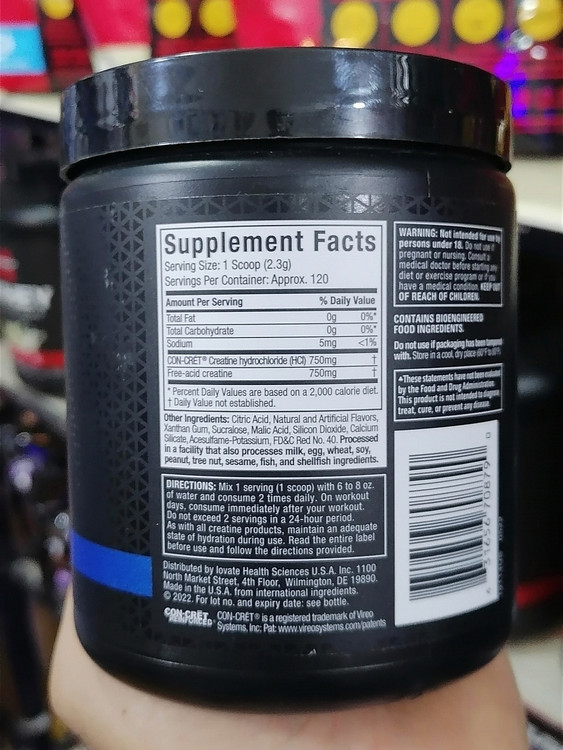 Supplement Facts
Serving Size: 1 Scoop (2.3g)
Servings Per Container: Approx. 120
Amount Per Serving % Daily Value
Total Fat 0g 0%*
Total Carbohydrate 0g 0%*
Sodium 5mg <1%
CON-CRĒT® Creatine hydrochloride (HCl) 750mg †
Free-acid creatine 750mg †
* Percent Daily Values are based on a 2,000 calorie diet.
† Daily Value not established.
Other Ingredients: Citric Acid, Natural and Artificial Flavors,
Xanthan Gum, Sucralose, Malic Acid, Silicon Dioxide, Calcium
Silicate, Acesulfame-Potassium, FD&C Red No. 40. Processed
in a facility that also processes milk, egg, wheat, soy,
peanut, tree nut, sesame, fish, and shellfish ingredients.
DIRECTIONS: Mix 1 serving (1 scoop) with 6 to 8 oz.
of water and consume 2 times daily. On workout
days, consume immediately after your workout.
Do not exceed 2 servings in a 24-hour period.
As with all creatine products, maintain an adequate
state of hydration during use. Read the entire label
before use and follow the directions provided.
Distributed by Iovate Health Sciences U.S.A. Inc. 1100
North Market Street, 4th Floor, Wilmington, DE 19890.
Made in the U.S.A. from international ingredients.
© 2022. For lot no. and expiry date: see bottle.
CON-CRĒT
REINFORCED
CON-CRĒT® is a registered trademark of Vireo
Systems, Inc: Pat: www.vireosystems.com/patents
WARNING: Not intended for use by
persons under 18. Do not use if
pregnant or nursing. Consult a
medical doctor before starting any
diet or exercise program or if you
have a medical condition. KEEP OUT
OF REACH OF CHILDREN.
CONTAINS BIOENGINEERED
FOOD INGREDIENTS.
Do not use if packaging has been tampered
with. Store in a cool, dry place (60°F to 80°F).
These statements have not been evaluated
by the Food and Drug Administration.
This product is not intended to diagnose,
treat, cure, or prevent any disease.